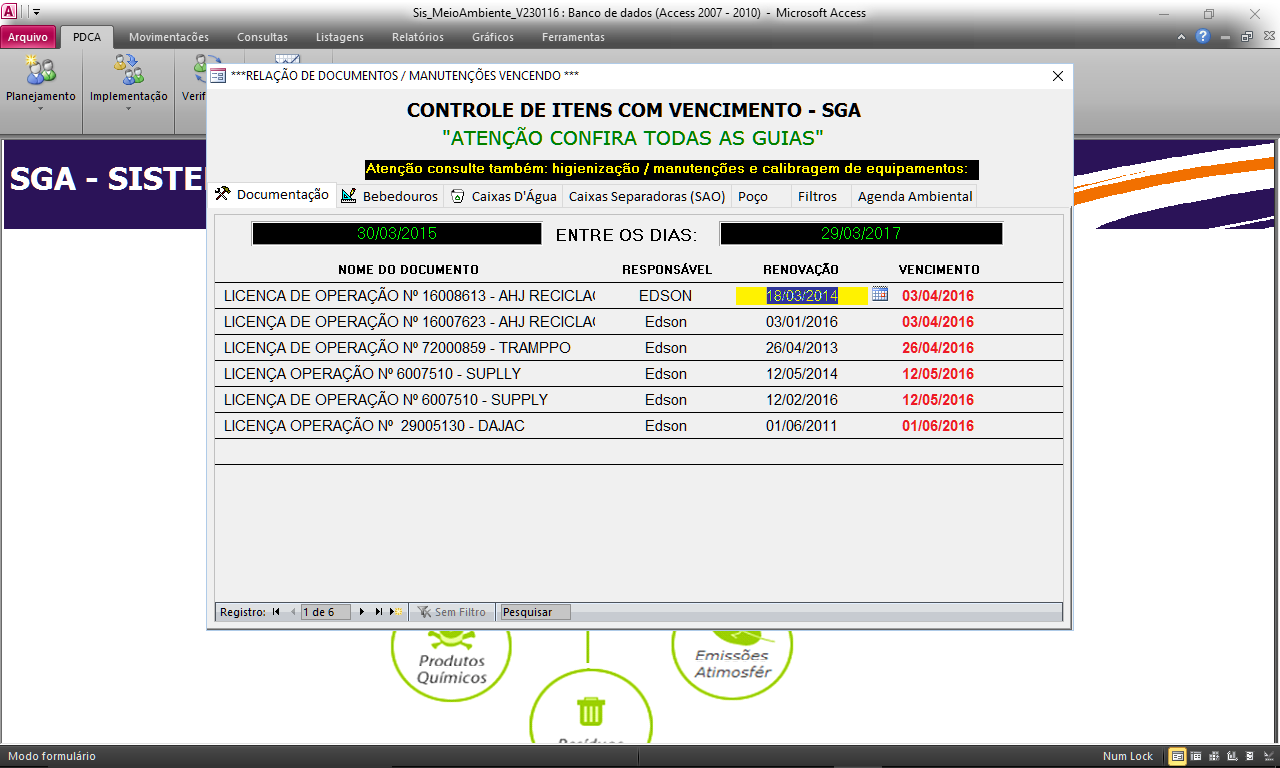 Sis_MeioAmbiente_V230116 : Banco de dados (Access 2007 - 2010) - Microsoft Access
Arquivo PDCA Movimentacões Consultas Listagens Relatórios Gráficos Ferramentas
Planejamento Implementação Verif
***RELAÇÃO DE DOCUMENTOS / MANUTENÇÕES VENCENDO ***
CONTROLE DE ITENS COM VENCIMENTO - SGA
"ATENÇÃO CONFIRA TODAS AS GUIAS"
Atenção consulte também: higienização / manutenções e calibragem de equipamentos:
SGA - SISTE
Documentação Bebedouros Caixas D'Água Caixas Separadoras (SAO) Poço Filtros Agenda Ambiental
30/03/2015 ENTRE OS DIAS: 29/03/2017
NOME DO DOCUMENTO RESPONSÁVEL RENOVAÇÃO VENCIMENTO
LICENCA DE OPERAÇÃO Nº 16008613 - AHJ RECICLAG EDSON 18/03/2014 03/04/2016
LICENÇA DE OPERAÇÃO Nº 16007623 - AHJ RECICLAG Edson 03/01/2016 03/04/2016
LICENÇA DE OPERAÇÃO Nº 72000859 - TRAMPPO Edson 26/04/2013 26/04/2016
LICENÇA OPERAÇÃO Nº 6007510 - SUPLLY Edson 12/05/2014 12/05/2016
LICENÇA DE OPERAÇÃO Nº 6007510 - SUPPLY Edson 12/02/2016 12/05/2016
LICENÇA OPERAÇÃO Nº 29005130 - DAJAC Edson 01/06/2011 01/06/2016
Registro: 1 de 6 Sem Filtro Pesquisar
Produtos
Químicos
Emissões
Atimosfér
Modo formulário Num Lock